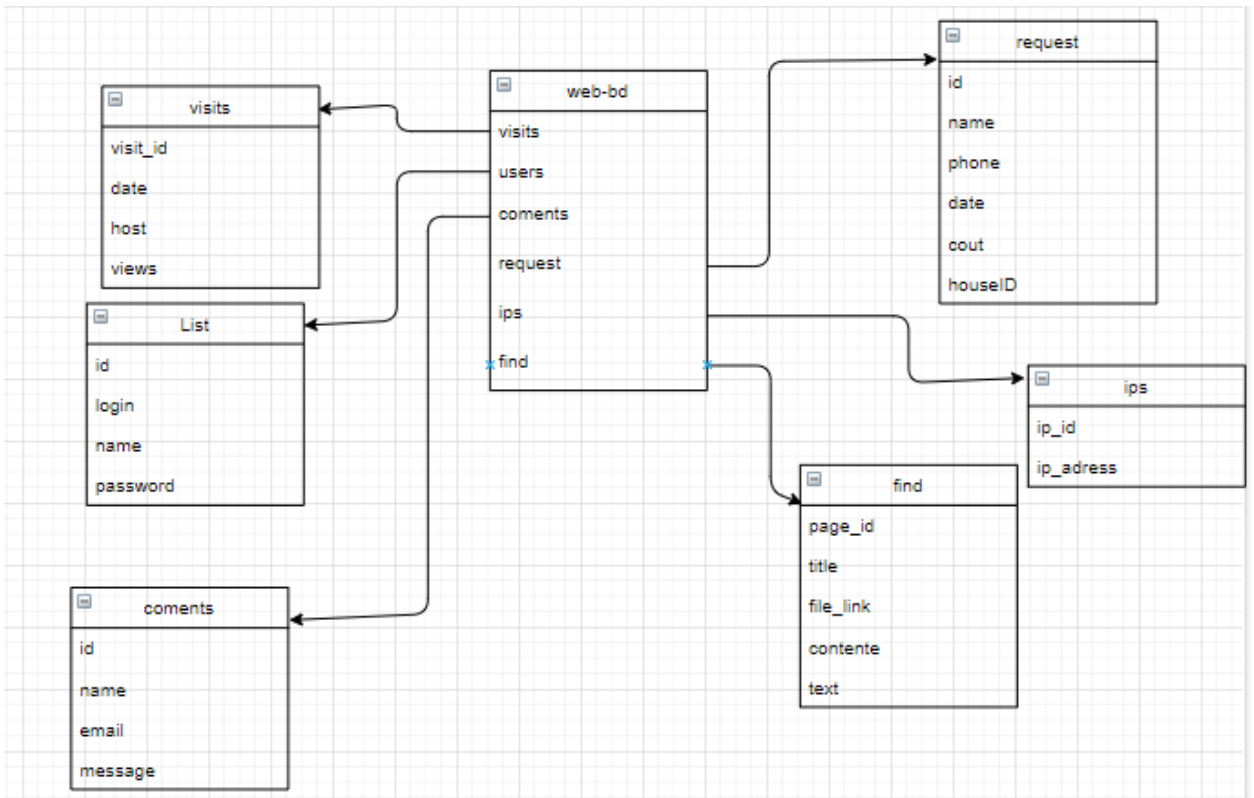 visits
visit_id
date
host
views
List
id
login
name
password
coments
id
name
email
message
web-bd
visits
users
coments
request
ips
find
request
id
name
phone
date
cout
houseID
ips
ip_id
ip_adress
find
page_id
title
file_link
contente
text